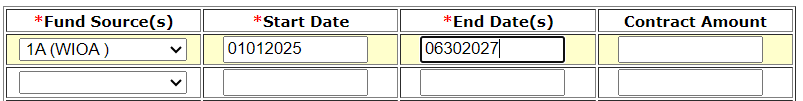 *Fund Source(s) *Start Date *End Date(s) Contract Amount
1A (WIOA ) 01012025 06302027